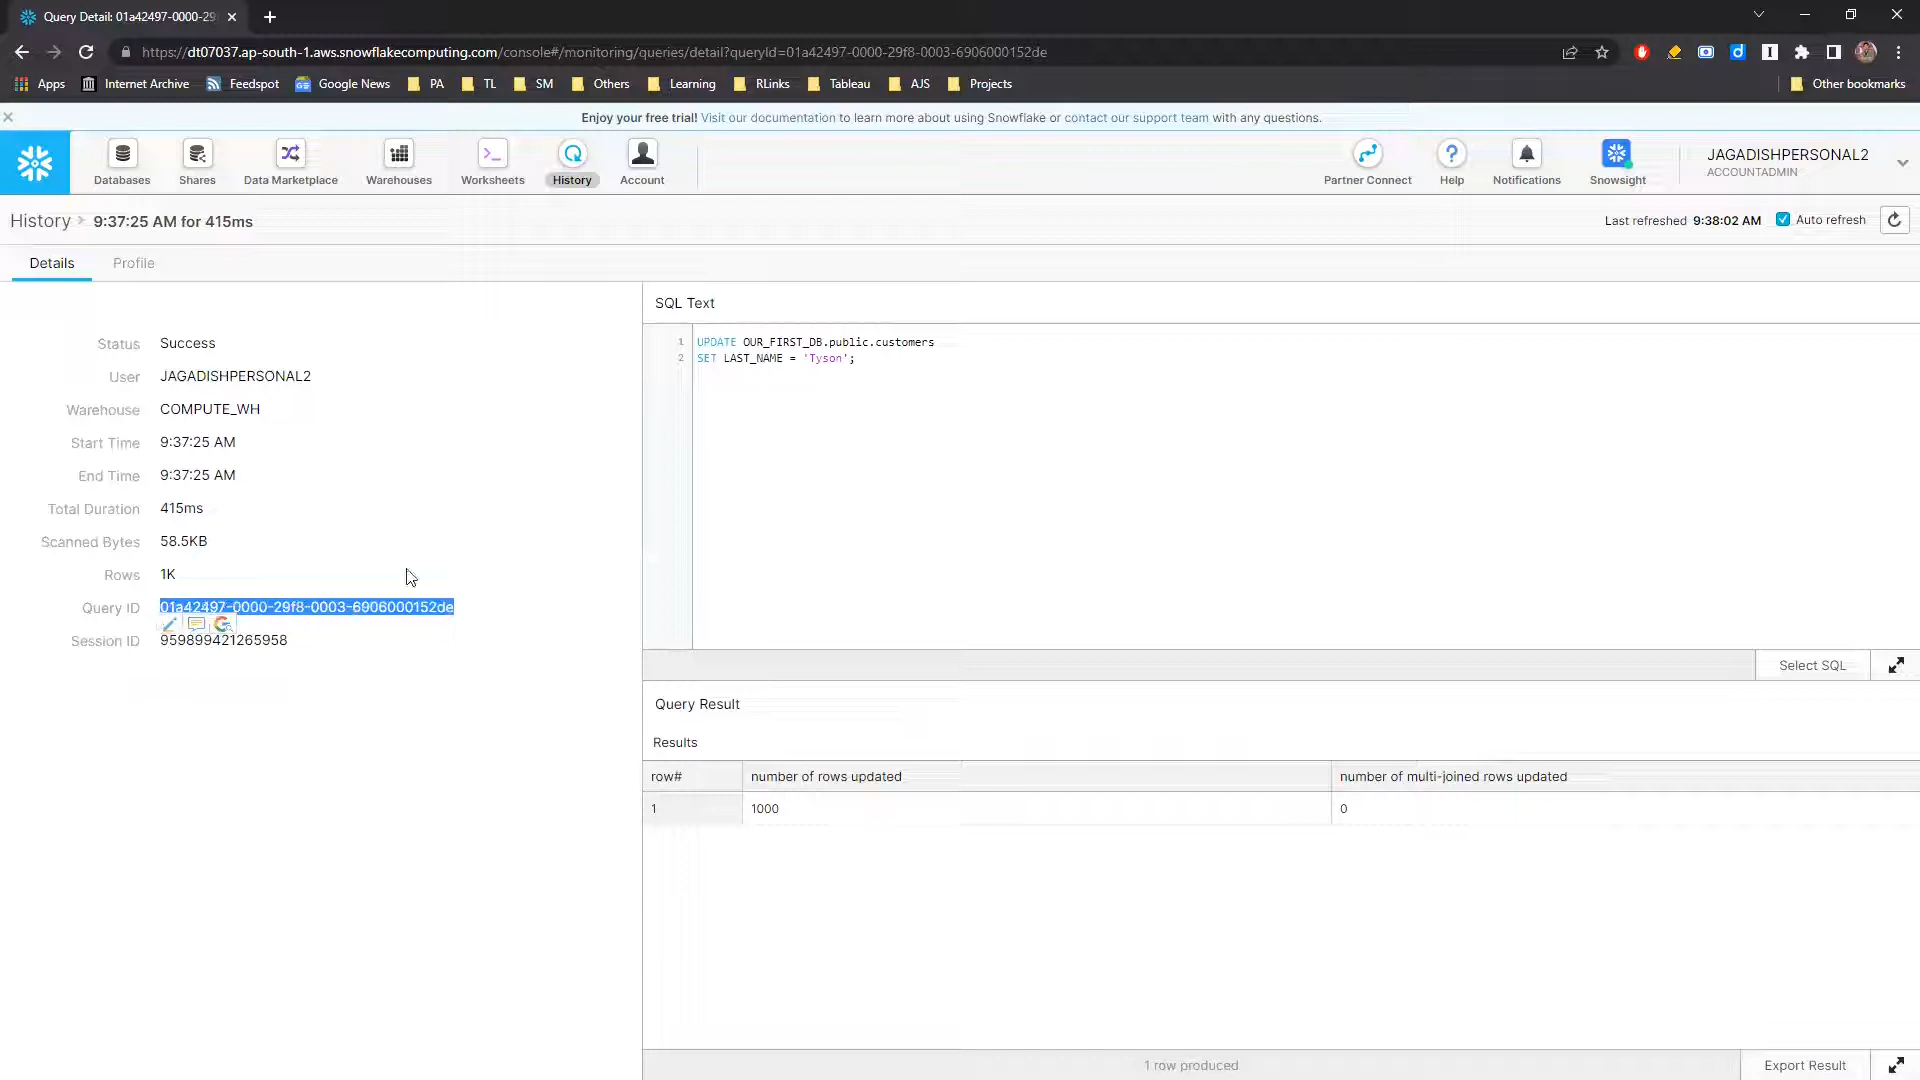 Query Detail: 01a42497-0000-29
https://dt07037.ap-south-1.aws.snowflakecomputing.com/console#/monitoring/queries/detail?queryId=01a42497-0000-29f8-0003-6906000152de
Apps Internet Archive Feedspot Google News PA TL SM Others Learning RLinks Tableau AJS Projects Other bookmarks
Enjoy your free trial! Visit our documentation to learn more about using Snowflake or contact our support team with any questions.
Databases Shares Data Marketplace Warehouses Worksheets History Account Partner Connect Help Notifications Snowsight
JAGADISHPERSONAL2
ACCOUNTADMIN
History > 9:37:25 AM for 415ms
Last refreshed 9:38:02 AM Auto refresh
Details Profile
Status Success
User JAGADISHPERSONAL2
Warehouse COMPUTE_WH
Start Time 9:37:25 AM
End Time 9:37:25 AM
Total Duration 415ms
Scanned Bytes 58.5KB
Rows 1K
Query ID 01a42497-0000-29f8-0003-6906000152de
Session ID 959899421265958
SQL Text
1 UPDATE OUR_FIRST_DB.public.customers
2 SET LAST_NAME = 'Tyson';
Select SQL
Query Result
Results
row# number of rows updated number of multi-joined rows updated
1 1000 0
1 row produced
Export Result